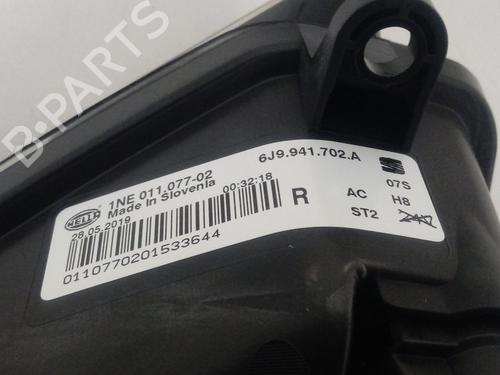 B-PARTS
HELLA
1NE 011.077-02
Made in Slovenia
28.05.2019
00:32:18
0110770201533644
R
6J9.941.702.A
07S
AC
H8
ST2